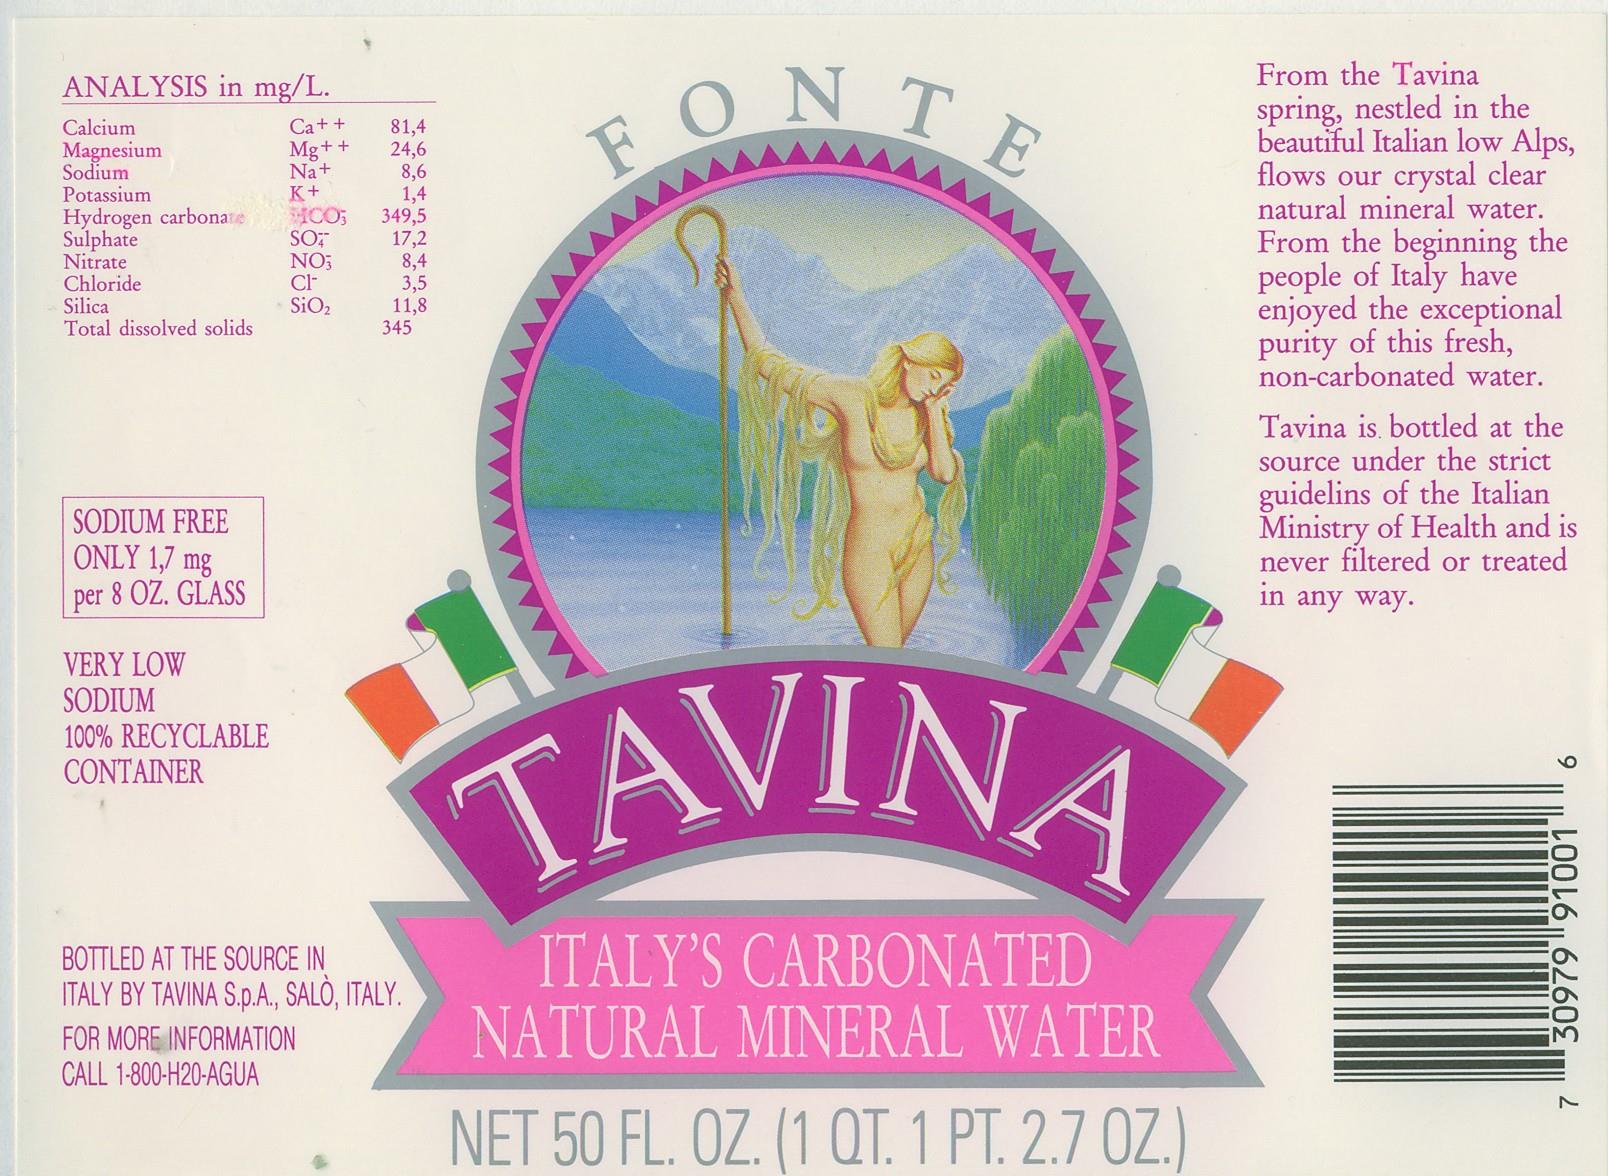 ANALYSIS in mg/L.
Calcium Ca++ 81,4
Magnesium Mg++ 24,6
Sodium Na+ 8,6
Potassium K+ 1,4
Hydrogen carbonate HCO3- 349,5
Sulphate SO4-- 17,2
Nitrate NO3- 8,4
Chloride Cl- 3,5
Silica SiO2 11,8
Total dissolved solids 345
SODIUM FREE
ONLY 1,7 mg
per 8 OZ. GLASS
VERY LOW
SODIUM
100% RECYCLABLE
CONTAINER
BOTTLED AT THE SOURCE IN
ITALY BY TAVINA S.p.A., SALÒ, ITALY.
FOR MORE INFORMATION
CALL 1-800-H20-AGUA
FONTE
TAVINA
ITALY'S CARBONATED
NATURAL MINERAL WATER
NET 50 FL. OZ. (1 QT. 1 PT. 2.7 OZ.)
From the Tavina
spring, nestled in the
beautiful Italian low Alps,
flows our crystal clear
natural mineral water.
From the beginning the
people of Italy have
enjoyed the exceptional
purity of this fresh,
non-carbonated water.
Tavina is bottled at the
source under the strict
guidelins of the Italian
Ministry of Health and is
never filtered or treated
in any way.
7 30979 91001 6